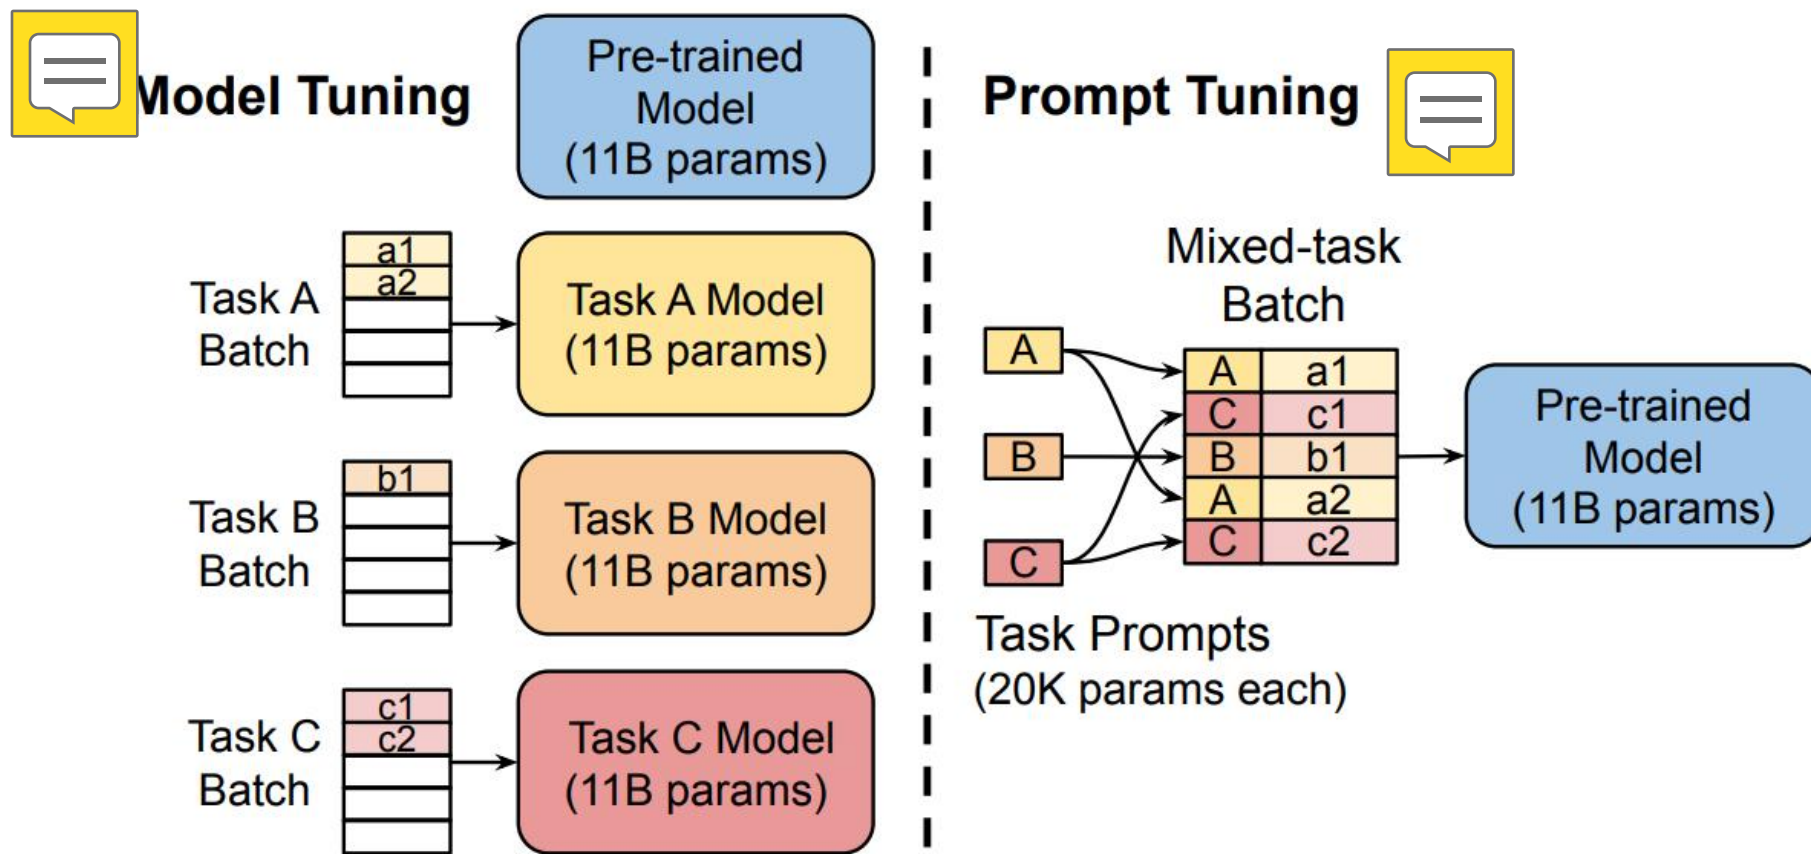 Model Tuning
Pre-trained
Model
(11B params)
Task A
Batch
a1
a2
Task A Model
(11B params)
Task B
Batch
b1
Task B Model
(11B params)
Task C
Batch
c1
c2
Task C Model
(11B params)
Prompt Tuning
Mixed-task
Batch
A
B
C
A a1
C c1
B b1
A a2
C c2
Task Prompts
(20K params each)
Pre-trained
Model
(11B params)